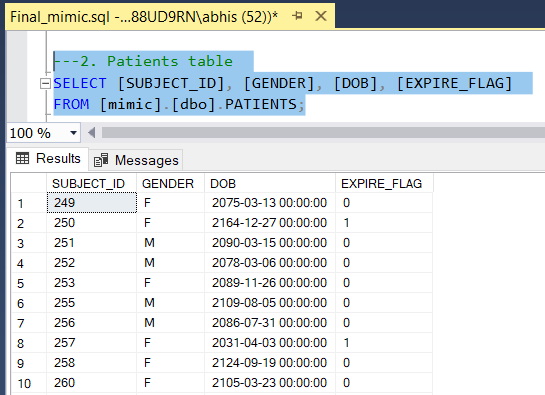 Final_mimic.sql -...88UD9RN\abhis (52))*
---2. Patients table
SELECT [SUBJECT_ID], [GENDER], [DOB], [EXPIRE_FLAG]
FROM [mimic].[dbo].PATIENTS;
100 %
Results Messages
SUBJECT_ID GENDER DOB EXPIRE_FLAG
1 249 F 2075-03-13 00:00:00 0
2 250 F 2164-12-27 00:00:00 1
3 251 M 2090-03-15 00:00:00 0
4 252 M 2078-03-06 00:00:00 0
5 253 F 2089-11-26 00:00:00 0
6 255 M 2109-08-05 00:00:00 0
7 256 M 2086-07-31 00:00:00 0
8 257 F 2031-04-03 00:00:00 1
9 258 F 2124-09-19 00:00:00 0
10 260 F 2105-03-23 00:00:00 0